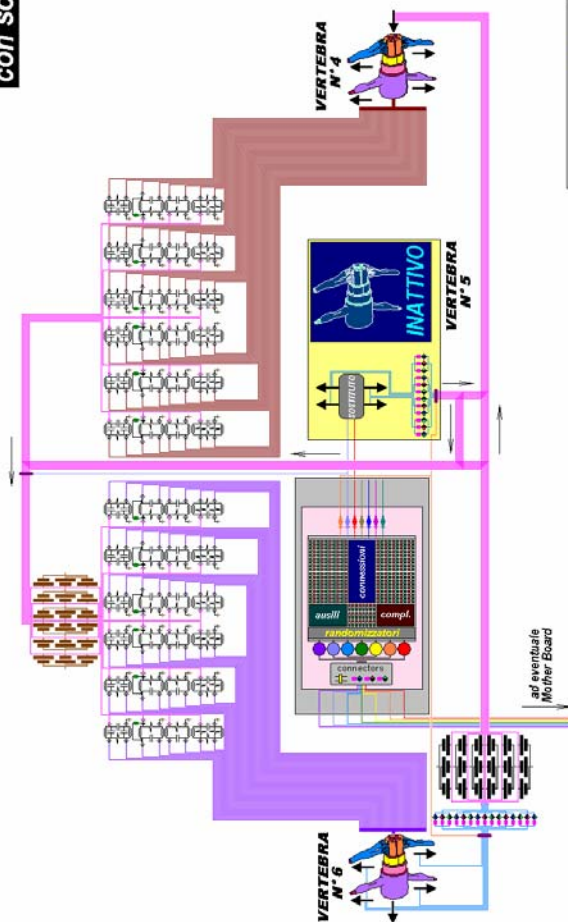 con so
VERTEBRA
N° 4
INATTIVO
VERTEBRA
N° 5
SOSTITUTO
connessioni
ausili
compl.
randomizzatori
connectors
ad eventuale
Mother Board
VERTEBRA
N° 6